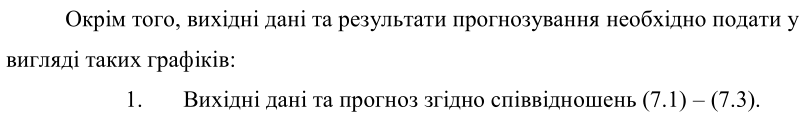 Окрім того, вихідні дані та результати прогнозування необхідно подати у
вигляді таких графіків:
1. Вихідні дані та прогноз згідно співвідношень (7.1) – (7.3).